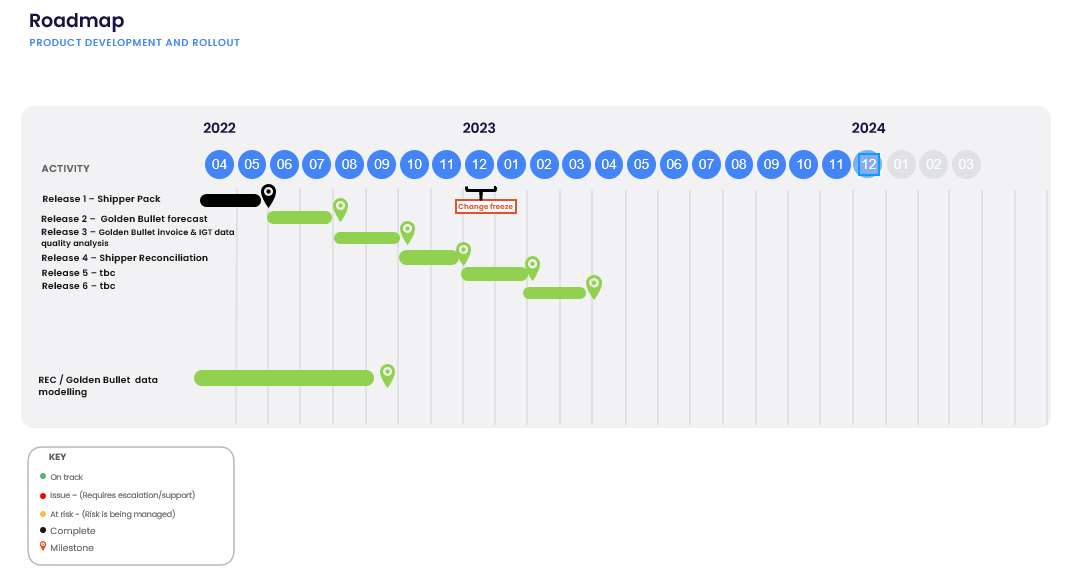 Roadmap
PRODUCT DEVELOPMENT AND ROLLOUT
2022 2023 2024
ACTIVITY 04 05 06 07 08 09 10 11 12 01 02 03 04 05 06 07 08 09 10 11 12 01 02 03
Release 1 – Shipper Pack
Change freeze
Release 2 – Golden Bullet forecast
Release 3 – Golden Bullet invoice & IGT data
quality analysis
Release 4 – Shipper Reconciliation
Release 5 – tbc
Release 6 – tbc
REC / Golden Bullet data
modelling
KEY
On track
Issue – (Requires escalation/support)
At risk - (Risk is being managed)
Complete
Milestone